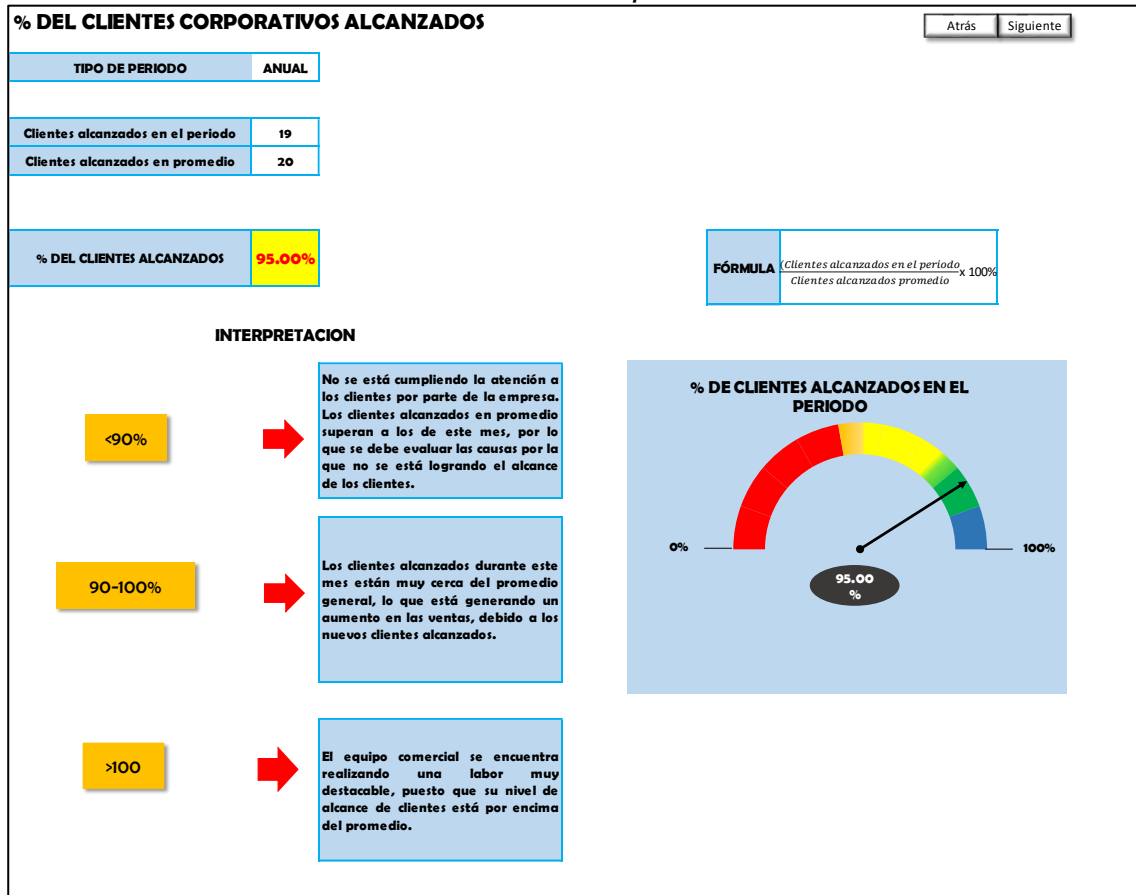 % DEL CLIENTES CORPORATIVOS ALCANZADOS
Atrás Siguiente
TIPO DE PERIODO ANUAL
Clientes alcanzados en el periodo 19
Clientes alcanzados en promedio 20
% DEL CLIENTES ALCANZADOS 95.00%
FÓRMULA (Clientes alcanzados en el periodo
Clientes alcanzados promedio x 100%
INTERPRETACION
<90%
No se está cumpliendo la atención a
los clientes por parte de la empresa.
Los clientes alcanzados en promedio
superan a los de este mes, por lo
que se debe evaluar las causas por la
que no se está logrando el alcance
de los clientes.
90-100%
Los clientes alcanzados durante este
mes están muy cerca del promedio
general, lo que está generando un
aumento en las ventas, debido a los
nuevos clientes alcanzados.
>100
El equipo comercial se encuentra
realizando una labor muy
destacable, puesto que su nivel de
alcance de clientes está por encima
del promedio.
% DE CLIENTES ALCANZADOS EN EL
PERIODO
0%
100%
95.00
%